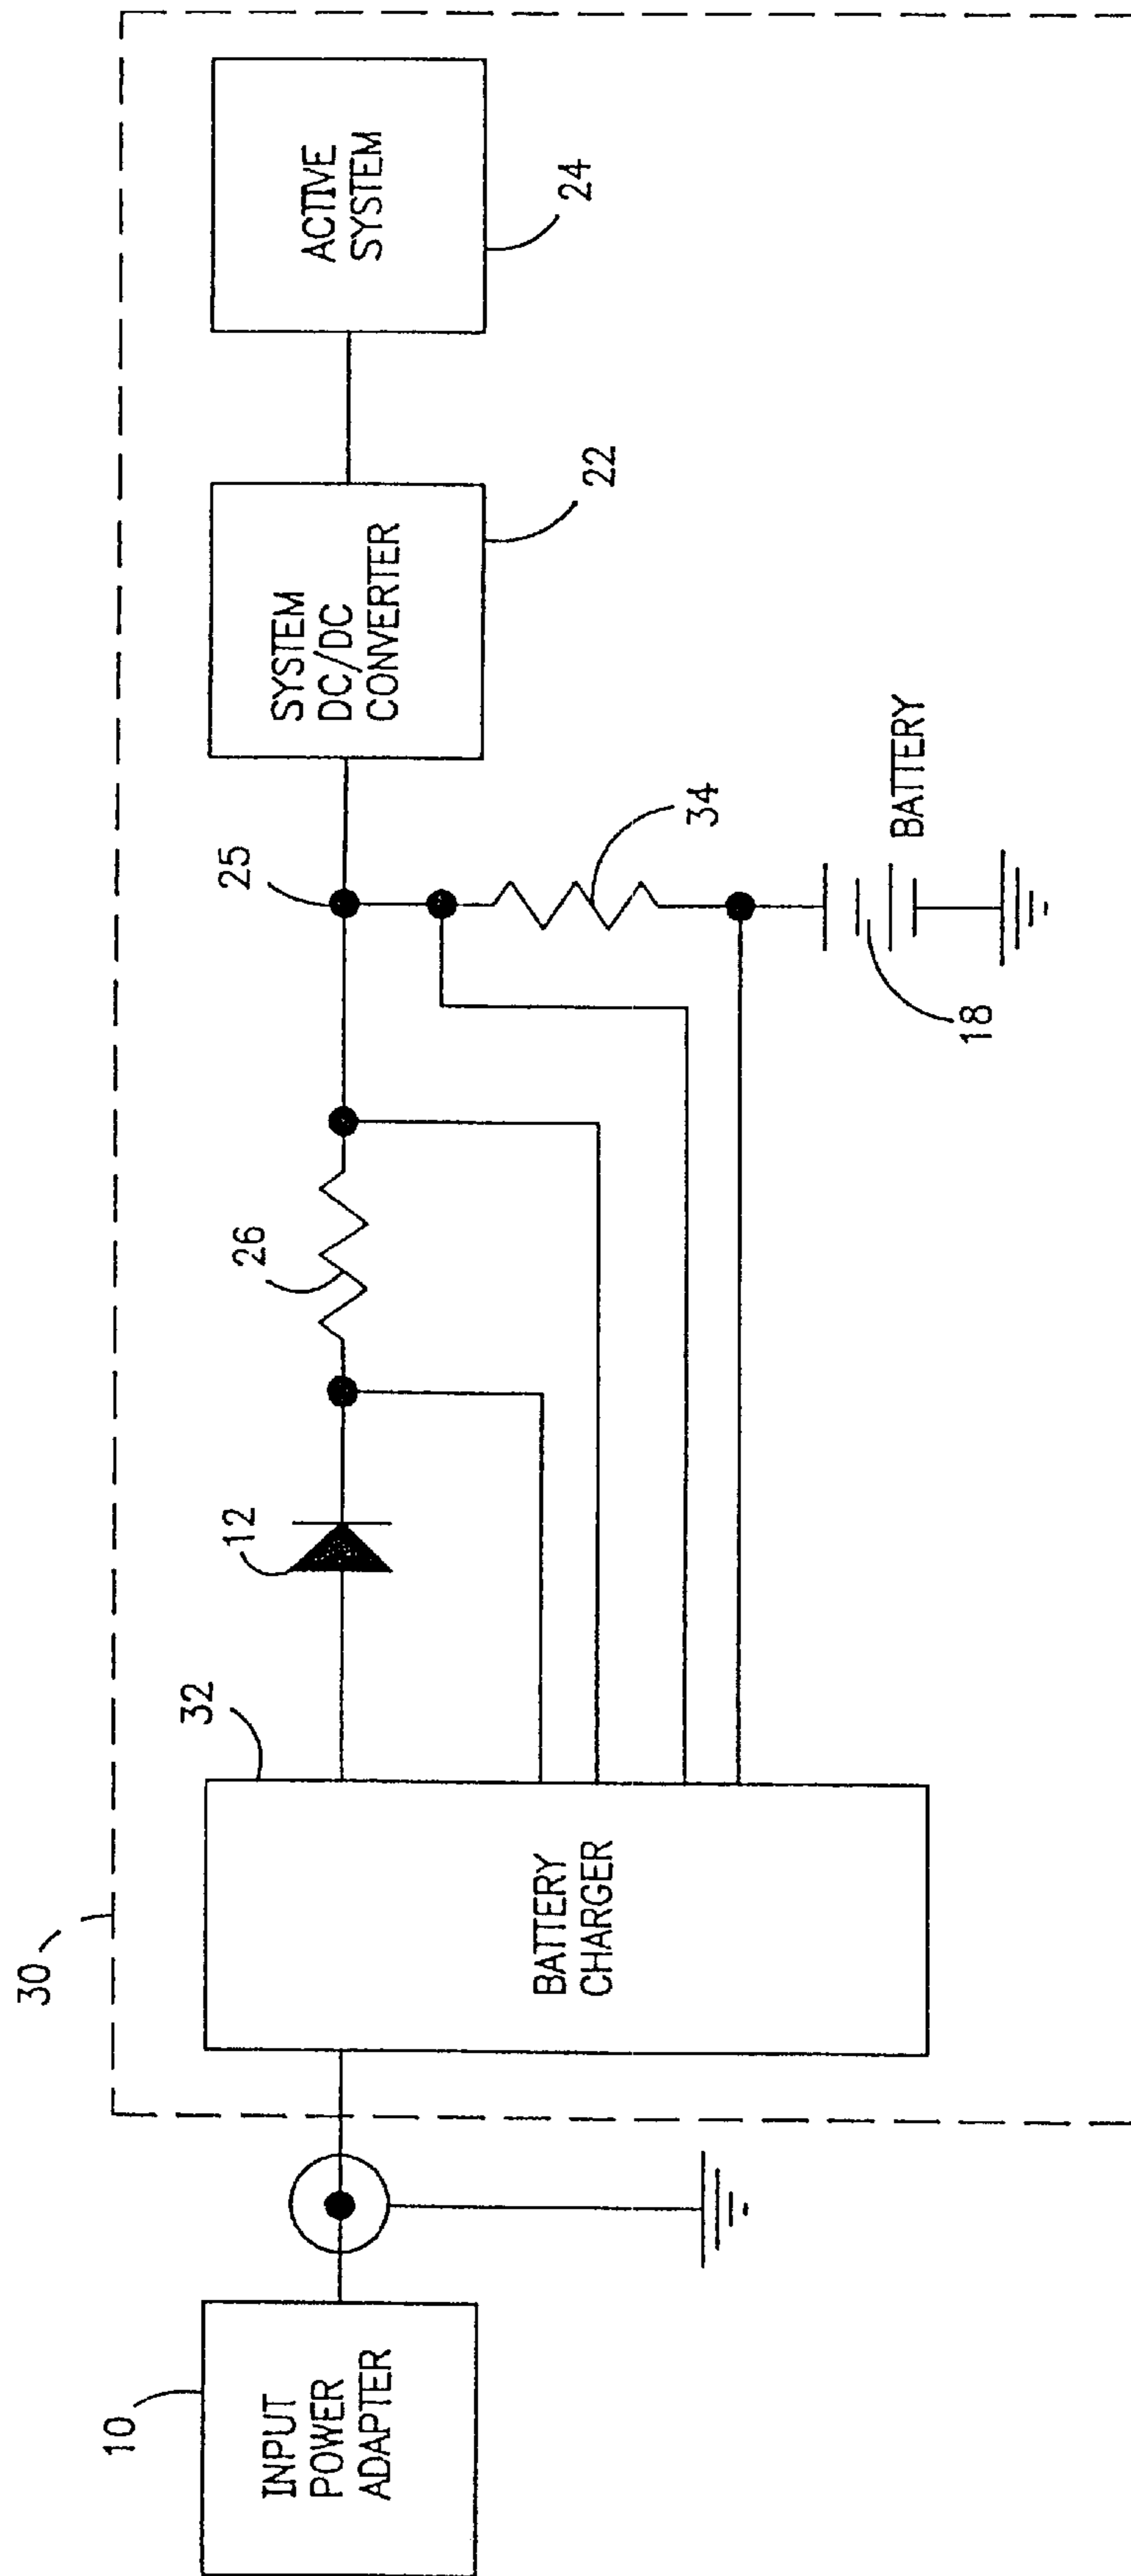 30
10
INPUT
POWER
ADAPTER
32
BATTERY
CHARGER
12
26
25
34
18
BATTERY
SYSTEM
DC/DC
CONVERTER
22
ACTIVE
SYSTEM
24